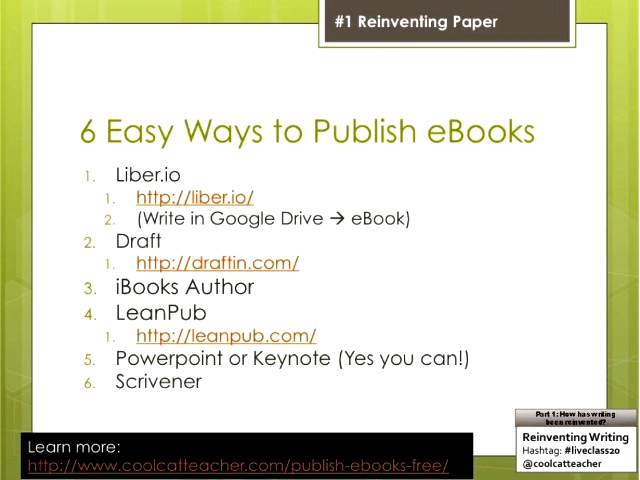 #1 Reinventing Paper
6 Easy Ways to Publish eBooks
1. Liber.io
1. http://liber.io/
2. (Write in Google Drive → eBook)
2. Draft
1. http://draftin.com/
3. iBooks Author
4. LeanPub
1. http://leanpub.com/
5. Powerpoint or Keynote (Yes you can!)
6. Scrivener
Part 1: How has writing
been reinvented?
Reinventing Writing
Hashtag: #liveclass20
@coolcatteacher
Learn more:
http://www.coolcatteacher.com/publish-ebooks-free/